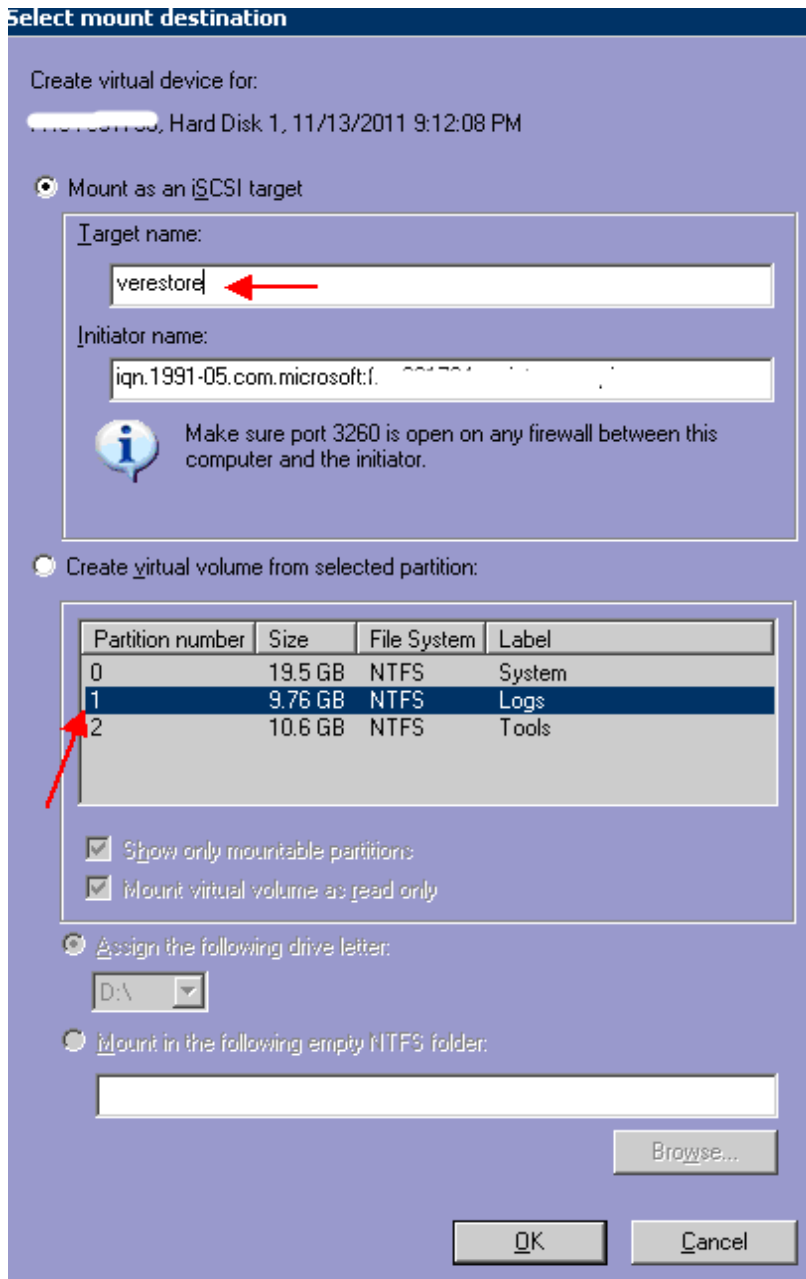 Select mount destination
Create virtual device for:
, Hard Disk 1, 11/13/2011 9:12:08 PM
Mount as an iSCSI target
Target name:
verestore
Initiator name:
iqn.1991-05.com.microsoft:f.
Make sure port 3260 is open on any firewall between this
computer and the initiator.
Create virtual volume from selected partition:
Partition number Size File System Label
0 19.5 GB NTFS System
1 9.76 GB NTFS Logs
2 10.6 GB NTFS Tools
Show only mountable partitions
Mount virtual volume as read only
Assign the following drive letter:
D:\
Mount in the following empty NTFS folder:
Browse...
OK Cancel